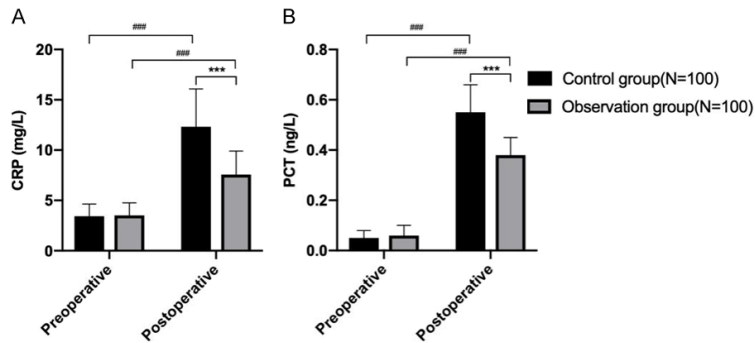 A
###
###
***
20
15
10
5
0
CRP (mg/L)
Preoperative
Postoperative
B
###
###
***
0.8
0.6
0.4
0.2
0.0
PCT (ng/L)
Preoperative
Postoperative
Control group(N=100)
Observation group(N=100)